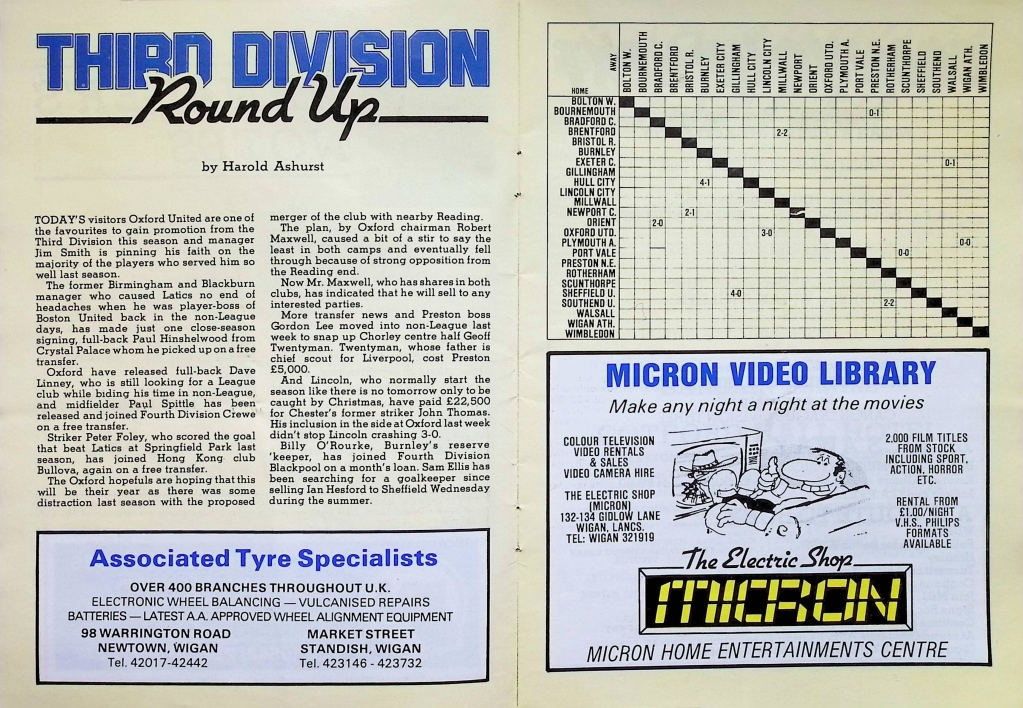 THIRD DIVISION
Round Up
by Harold Ashurst
TODAY'S visitors Oxford United are one of
the favourites to gain promotion from the
Third Division this season and manager
Jim Smith is pinning his faith on the
majority of the players who served him so
well last season.
The former Birmingham and Blackburn
manager who caused Latics no end of
headaches when he was player-boss of
Boston United back in the non-League
days, has made just one close-season
signing, full-back Paul Hinshelwood from
Crystal Palace whom he picked up on a free
transfer.
Oxford have released full-back Dave
Linney, who is still looking for a League
club while biding his time in non-League,
and midfielder Paul Spittle has been
released and joined Fourth Division Crewe
on a free transfer.
Striker Peter Foley, who scored the goal
that beat Latics at Springfield Park last
season, has joined Hong Kong club
Bullova, again on a free transfer.
The Oxford hopefuls are hoping that this
will be their year as there was some
distraction last season with the proposed
merger of the club with nearby Reading.
The plan, by Oxford chairman Robert
Maxwell, caused a bit of a stir to say the
least in both camps and eventually fell
through because of strong opposition from
the Reading end.
Now Mr. Maxwell, who has shares in both
clubs, has indicated that he will sell to any
interested parties.
More transfer news and Preston boss
Gordon Lee moved into non-League last
week to snap up Chorley centre half Geoff
Twentyman. Twentyman, whose father is
chief scout for Liverpool, cost Preston
£5,000.
And Lincoln, who normally start the
season like there is no tomorrow only to be
caught by Christmas, have paid £22,500
for Chester's former striker John Thomas.
His inclusion in the side at Oxford last week
didn't stop Lincoln crashing 3-0.
Billy O'Rourke, Burnley's reserve
'keeper, has joined Fourth Division
Blackpool on a month's loan. Sam Ellis has
been searching for a goalkeeper since
selling Ian Hesford to Sheffield Wednesday
during the summer.
Associated Tyre Specialists
OVER 400 BRANCHES THROUGHOUT U.K.
ELECTRONIC WHEEL BALANCING — VULCANISED REPAIRS
BATTERIES — LATEST A.A. APPROVED WHEEL ALIGNMENT EQUIPMENT
98 WARRINGTON ROAD
NEWTOWN, WIGAN
Tel. 42017-42442
MARKET STREET
STANDISH, WIGAN
Tel. 423146 - 423732
AWAY
BOLTON W.
BOURNEMOUTH
BRADFORD C.
BRENTFORD
BRISTOL R.
BURNLEY
EXETER CITY
GILLINGHAM
HULL CITY
LINCOLN CITY
MILLWALL
NEWPORT
ORIENT
OXFORD UTD.
PLYMOUTH A.
PORT VALE
PRESTON N.E.
ROTHERHAM
SCUNTHORPE
SHEFFIELD
SOUTHEND
WALSALL
WIGAN ATH.
WIMBLEDON
HOME
BOLTON W.
BOURNEMOUTH 0-1
BRADFORD C.
BRENTFORD 2-2
BRISTOL R.
BURNLEY
EXETER C. 0-1
GILLINGHAM
HULL CITY 4-1
LINCOLN CITY
MILLWALL
NEWPORT C. 2-1
ORIENT 2-0
OXFORD UTD. 3-0
PLYMOUTH A. 0-0
PORT VALE 0-0
PRESTON N.E.
ROTHERHAM
SCUNTHORPE
SHEFFIELD U. 4-0
SOUTHEND U. 2-2
WALSALL
WIGAN ATH.
WIMBLEDON
MICRON VIDEO LIBRARY
Make any night a night at the movies
COLOUR TELEVISION
VIDEO RENTALS
& SALES
VIDEO CAMERA HIRE
THE ELECTRIC SHOP
(MICRON)
132-134 GIDLOW LANE
WIGAN, LANCS.
TEL: WIGAN 321919
2,000 FILM TITLES
FROM STOCK
INCLUDING SPORT,
ACTION, HORROR
ETC.
RENTAL FROM
£1.00/NIGHT
V.H.S., PHILIPS
FORMATS
AVAILABLE
The Electric Shop
MICRON
MICRON HOME ENTERTAINMENTS CENTRE